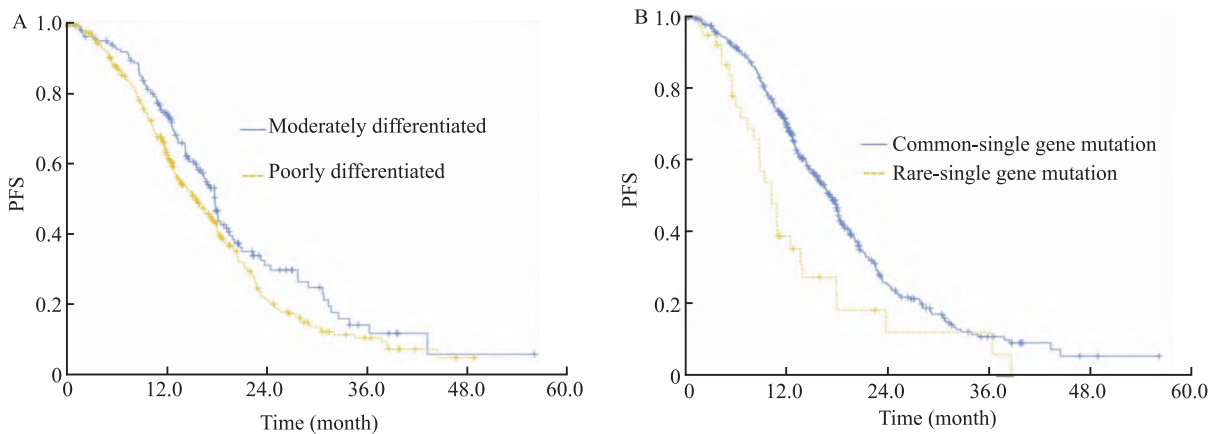 A
PFS
1.0
0.8
0.6
0.4
0.2
0
Moderately differentiated
Poorly differentiated
0 12.0 24.0 36.0 48.0 60.0
Time (month)
B
PFS
1.0
0.8
0.6
0.4
0.2
0
Common-single gene mutation
Rare-single gene mutation
0.0 12.0 24.0 36.0 48.0 60.0
Time (month)